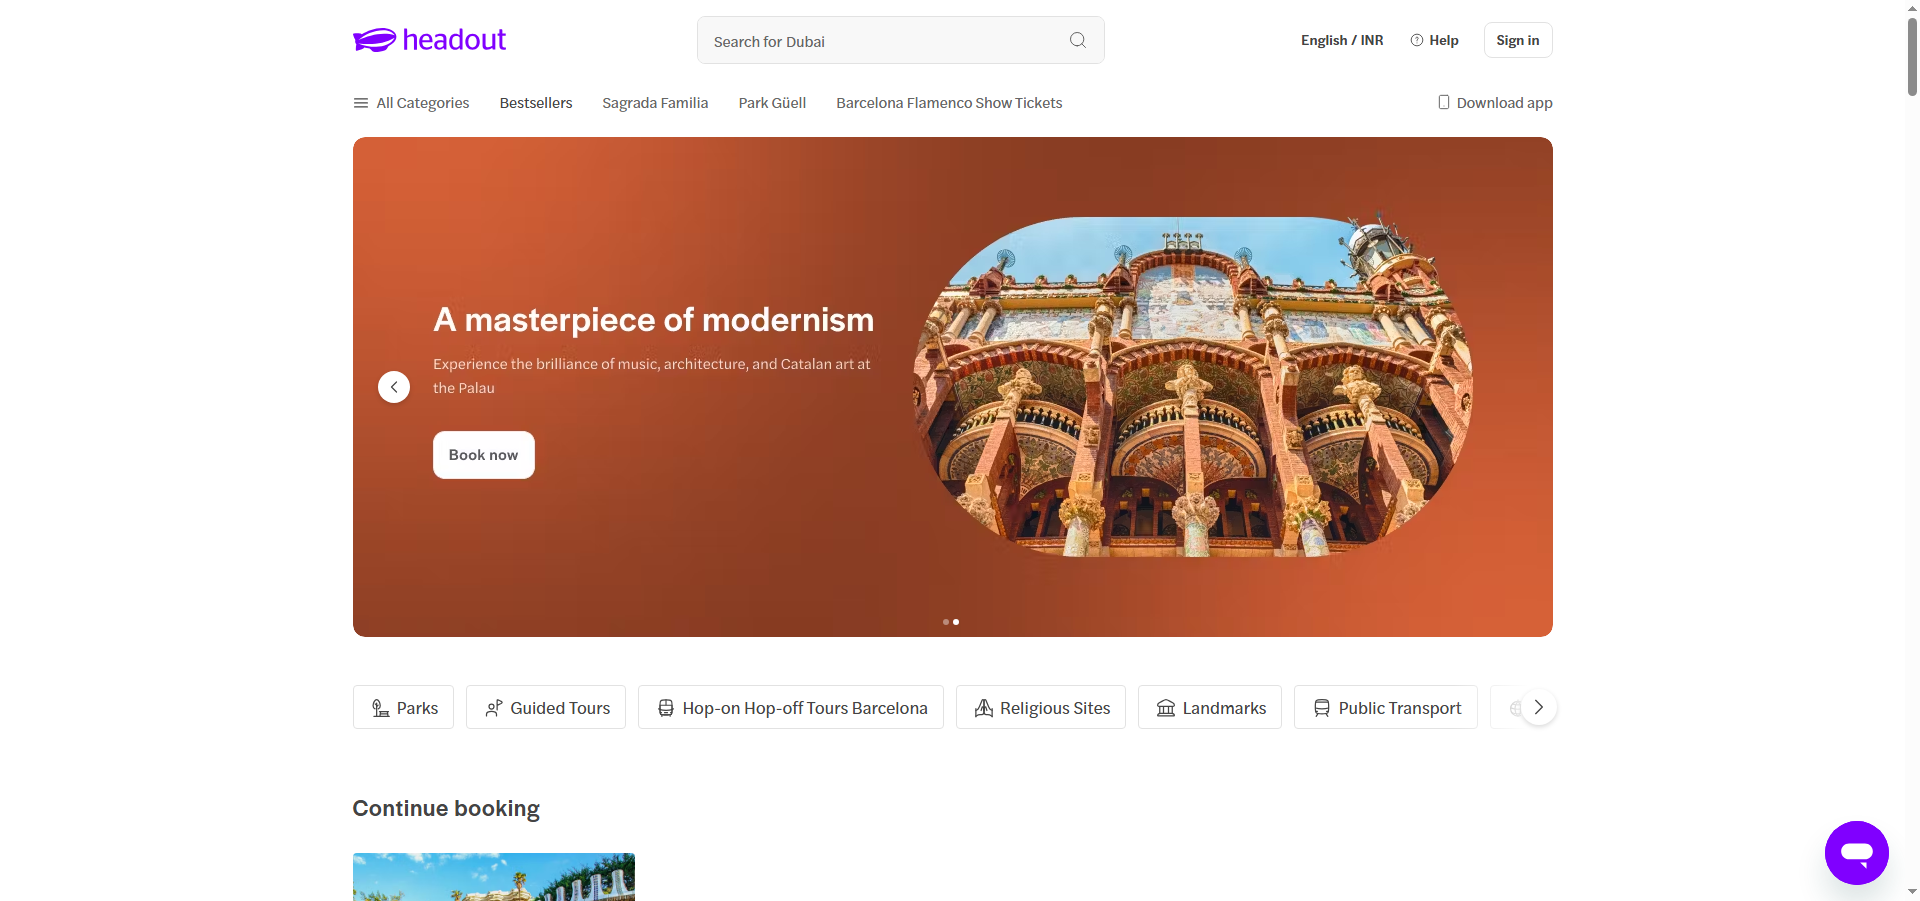 headout
Search for Dubai
English / INR
Help
Sign in
All Categories
Bestsellers
Sagrada Familia
Park Güell
Barcelona Flamenco Show Tickets
Download app
A masterpiece of modernism
Experience the brilliance of music, architecture, and Catalan art at
the Palau
Book now
Parks
Guided Tours
Hop-on Hop-off Tours Barcelona
Religious Sites
Landmarks
Public Transport
Continue booking